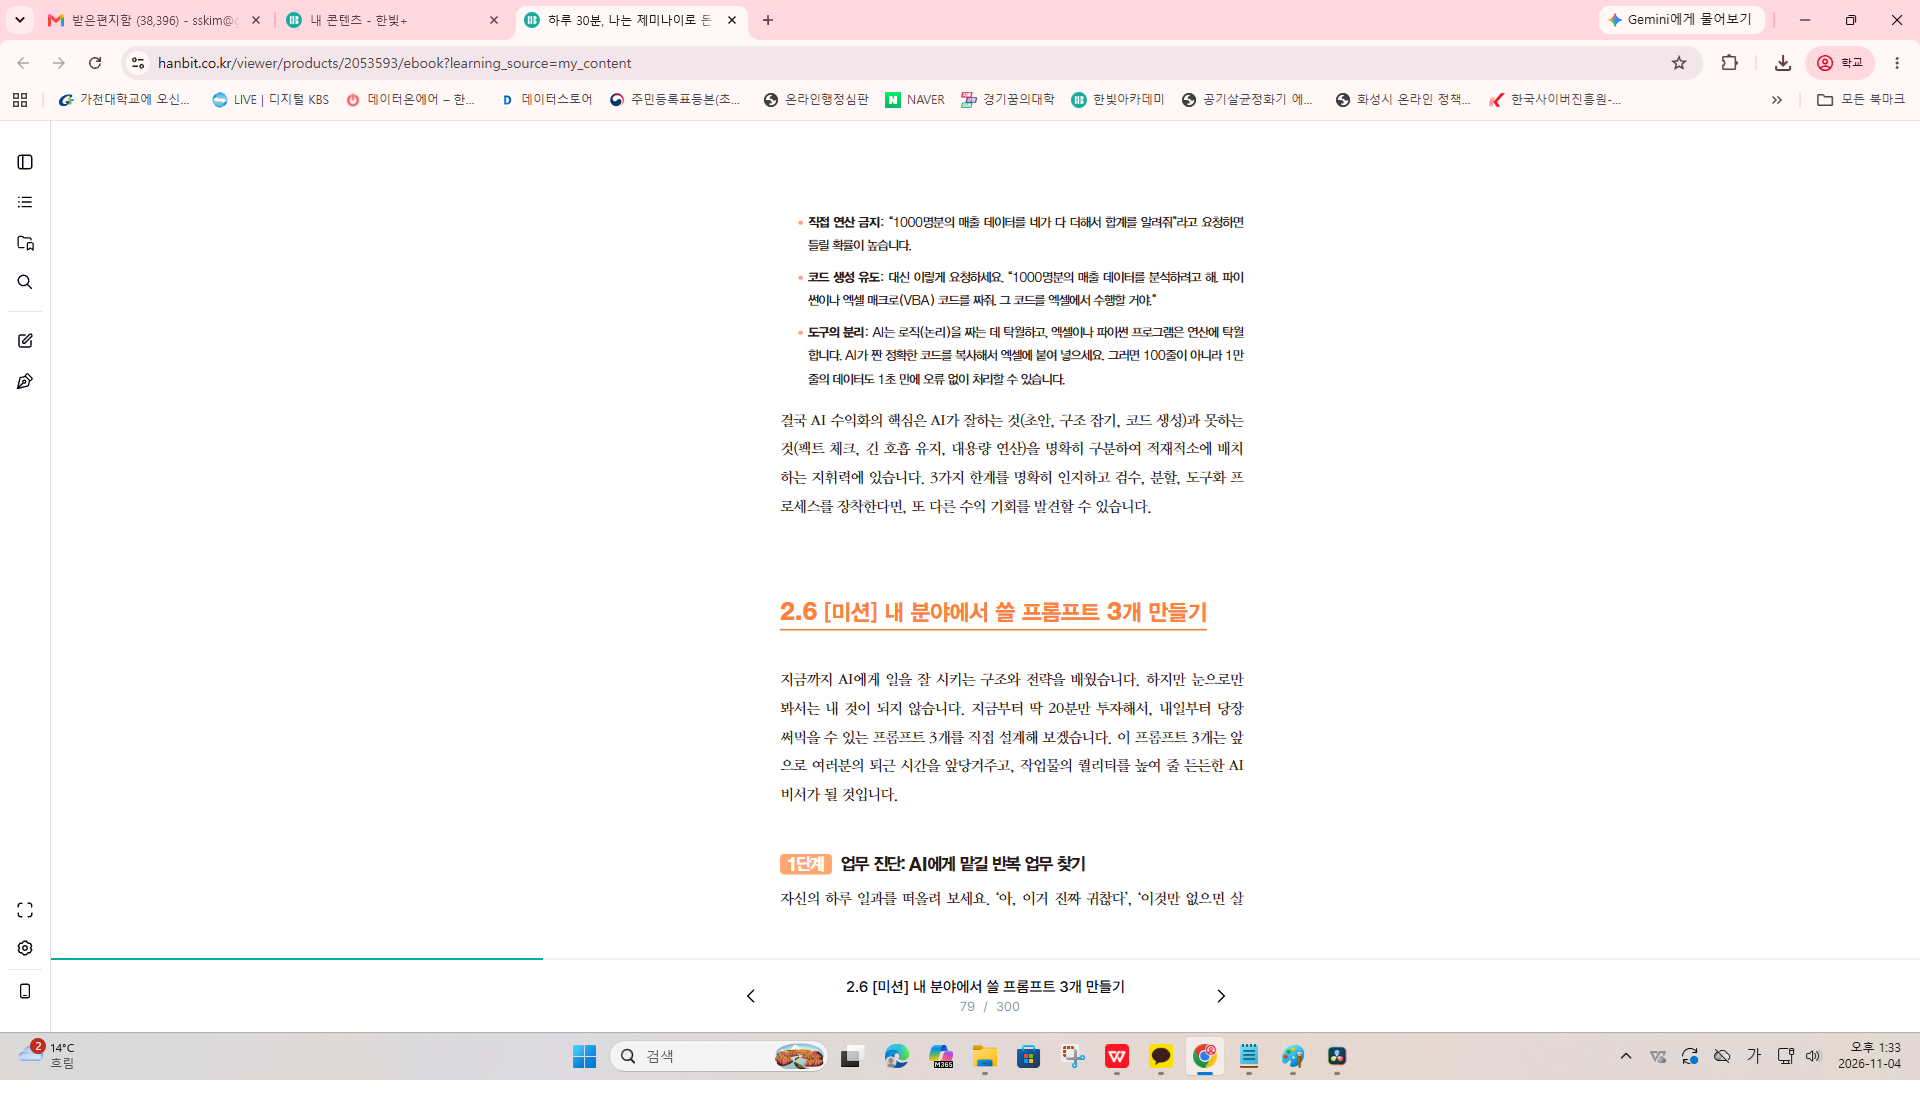 받은편지함 (38,396) - sskim@g
내 콘텐츠 - 한빛+
하루 30분, 나는 제미나이로 돈
Gemini에게 물어보기
hanbit.co.kr/viewer/products/2053593/ebook?learning_source=my_content
학교
가천대학교에 오신...
LIVE | 디지털 KBS
데이터온에어 – 한...
데이터스토어
주민등록표등본(초...
온라인행정심판
NAVER
경기꿈의대학
한빛아카데미
공기살균정화기 에...
화성시 온라인 정책...
한국사이버진흥원-...
모든 북마크
• 직접 연산 금지: “1000명분의 매출 데이터를 네가 다 더해서 합계를 알려줘”라고 요청하면
틀릴 확률이 높습니다.
• 코드 생성 유도: 대신 이렇게 요청하세요. “1000명분의 매출 데이터를 분석하려고 해. 파이
썬이나 엑셀 매크로(VBA) 코드를 짜줘. 그 코드를 엑셀에서 수행할 거야.”
• 도구의 분리: AI는 로직(논리)을 짜는 데 탁월하고, 엑셀이나 파이썬 프로그램은 연산에 탁월
합니다. AI가 짠 정확한 코드를 복사해서 엑셀에 붙여 넣으세요. 그러면 100줄이 아니라 1만
줄의 데이터도 1초 만에 오류 없이 처리할 수 있습니다.
결국 AI 수익화의 핵심은 AI가 잘하는 것(초안, 구조 잡기, 코드 생성)과 못하는
것(팩트 체크, 긴 호흡 유지, 대용량 연산)을 명확히 구분하여 적재적소에 배치
하는 지휘력에 있습니다. 3가지 한계를 명확히 인지하고 검수, 분할, 도구화 프
로세스를 장착한다면, 또 다른 수익 기회를 발견할 수 있습니다.
2.6 [미션] 내 분야에서 쓸 프롬프트 3개 만들기
지금까지 AI에게 일을 잘 시키는 구조와 전략을 배웠습니다. 하지만 눈으로만
봐서는 내 것이 되지 않습니다. 지금부터 딱 20분만 투자해서, 내일부터 당장
써먹을 수 있는 프롬프트 3개를 직접 설계해 보겠습니다. 이 프롬프트 3개는 앞
으로 여러분의 퇴근 시간을 앞당겨주고, 작업물의 퀄리티를 높여 줄 든든한 AI
비서가 될 것입니다.
1단계 업무 진단: AI에게 맡길 반복 업무 찾기
자신의 하루 일과를 떠올려 보세요. ‘아, 이거 진짜 귀찮다’, ‘이것만 없으면 살
2.6 [미션] 내 분야에서 쓸 프롬프트 3개 만들기
79 / 300
2
14°C
흐림
검색
M365
가
오후 1:33
2026-11-04